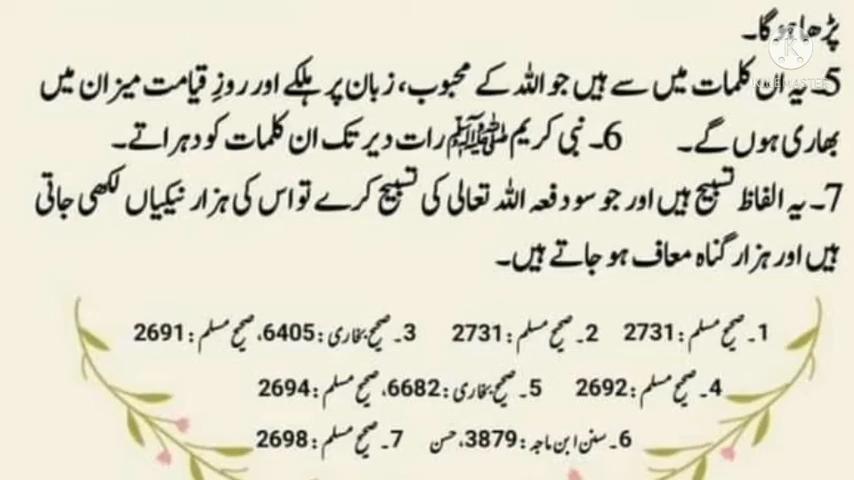 پڑھا ہو گا۔
5۔ یہ ان کلمات میں سے ہیں جو اللہ کے محبوب، زبان پر ہلکے اور روزِ قیامت میزان میں
بھاری ہوں گے۔ 6۔ نبی کریم ﷺ رات دیر تک ان کلمات کو دہراتے۔
7۔ یہ الفاظ تسبیح ہیں اور جو سو دفعہ اللہ تعالی کی تسبیح کرے تو اس کی ہزار نیکیاں لکھی جاتی
ہیں اور ہزار گناہ معاف ہو جاتے ہیں۔
1۔ صحیح مسلم: 2731 2۔ صحیح مسلم: 2731 3۔ صحیح بخاری: 6405، صحیح مسلم: 2691
4۔ صحیح مسلم: 2692 5۔ صحیح بخاری: 6682، صحیح مسلم: 2694
6۔ سنن ابن ماجہ: 3879، حسن 7۔ صحیح مسلم: 2698